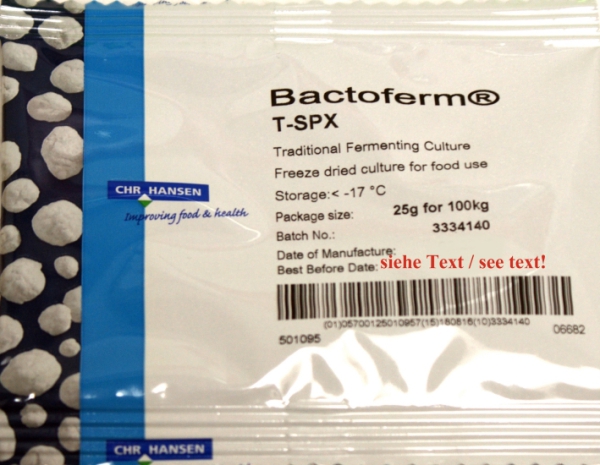 Bactoferm®
T-SPX
Traditional Fermenting Culture
Freeze dried culture for food use
Storage:< -17 °C
Package size: 25g for 100kg
Batch No.: 3334140
Date of Manufacture:
Best Before Date: siehe Text / see text!
(01)05700125010957(15)160816(10)3334140
501095 06682
CHR HANSEN
Improving food & health
CHR HANSEN